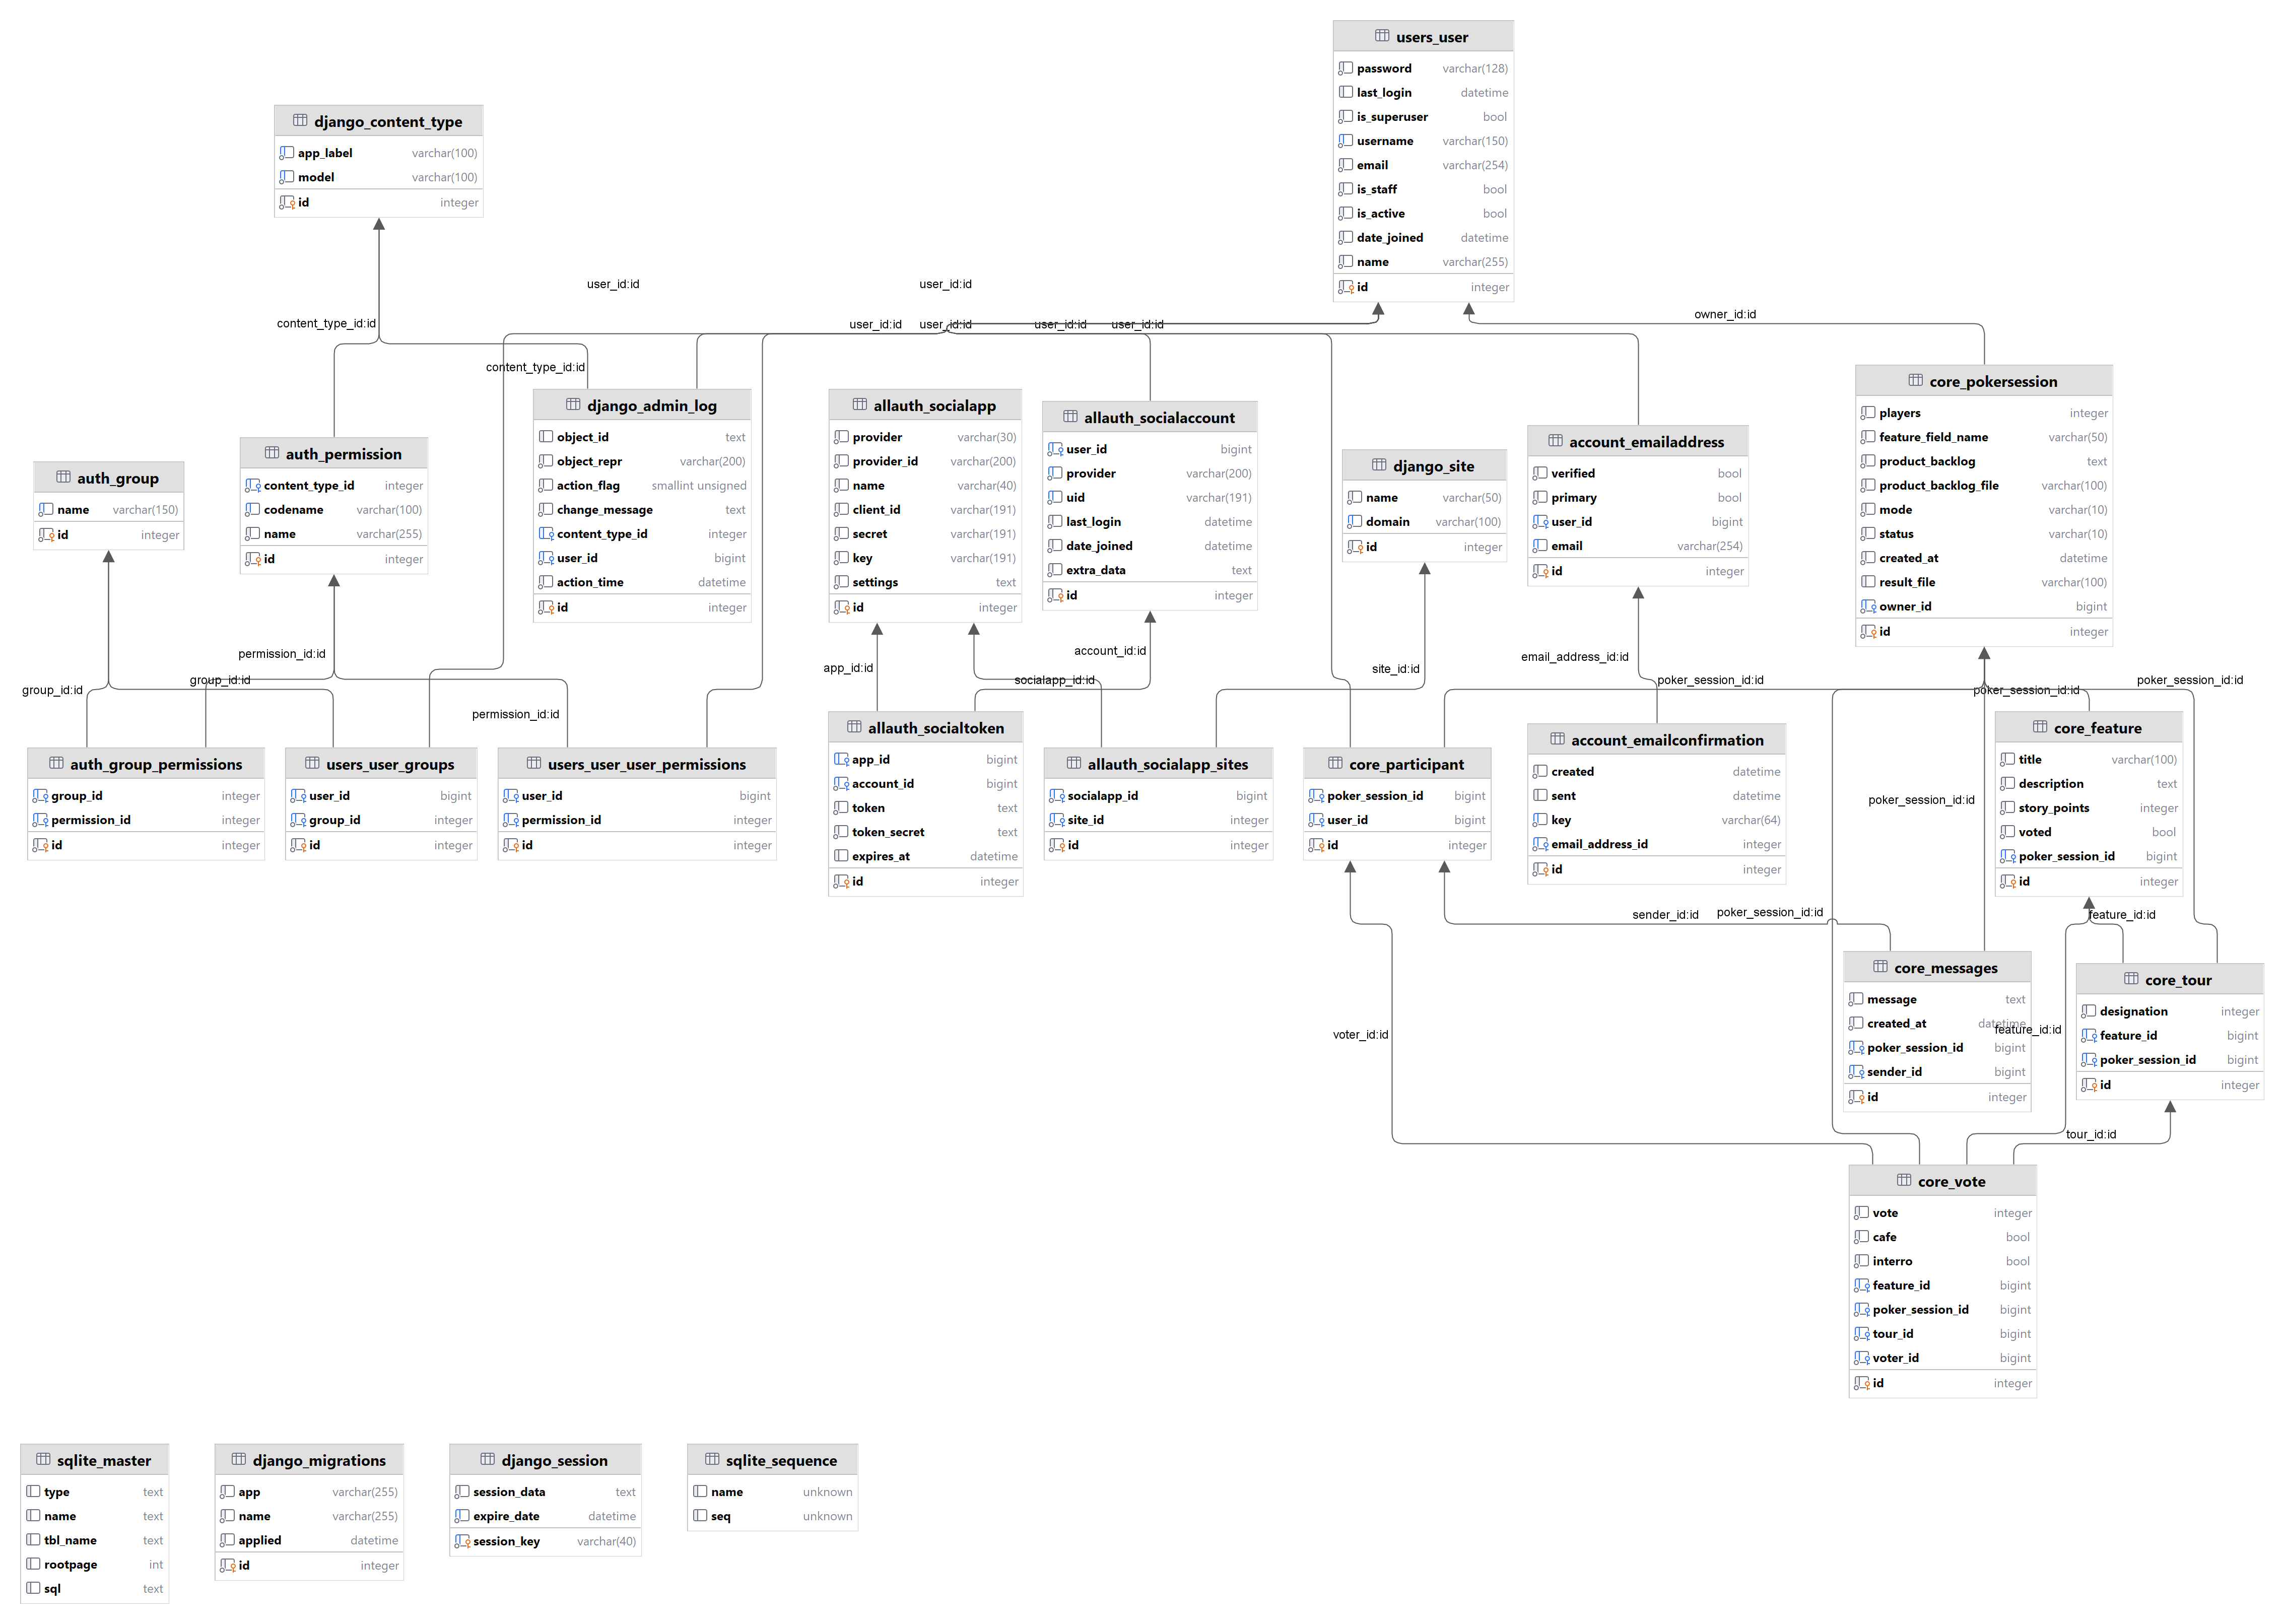 users_user
password varchar(128)
last_login datetime
is_superuser bool
username varchar(150)
email varchar(254)
is_staff bool
is_active bool
date_joined datetime
name varchar(255)
id integer
django_content_type
app_label varchar(100)
model varchar(100)
id integer
user_id:id
user_id:id
content_type_id:id
user_id:id
user_id:id
user_id:id
user_id:id
owner_id:id
content_type_id:id
auth_group
name varchar(150)
id integer
auth_permission
content_type_id integer
codename varchar(100)
name varchar(255)
id integer
django_admin_log
object_id text
object_repr varchar(200)
action_flag smallint unsigned
change_message text
content_type_id integer
user_id bigint
action_time datetime
id integer
allauth_socialapp
provider varchar(30)
provider_id varchar(200)
name varchar(40)
client_id varchar(191)
secret varchar(191)
key varchar(191)
settings text
id integer
allauth_socialaccount
user_id bigint
provider varchar(200)
uid varchar(191)
last_login datetime
date_joined datetime
extra_data text
id integer
django_site
name varchar(50)
domain varchar(100)
id integer
account_emailaddress
verified bool
primary bool
user_id bigint
email varchar(254)
id integer
core_pokersession
players integer
feature_field_name varchar(50)
product_backlog text
product_backlog_file varchar(100)
mode varchar(10)
status varchar(10)
created_at datetime
result_file varchar(100)
owner_id bigint
id integer
group_id:id
group_id:id
permission_id:id
permission_id:id
app_id:id
account_id:id
socialapp_id:id
site_id:id
email_address_id:id
poker_session_id:id
poker_session_id:id
poker_session_id:id
auth_group_permissions
group_id integer
permission_id integer
id integer
users_user_groups
user_id bigint
group_id integer
id integer
users_user_user_permissions
user_id bigint
permission_id integer
id integer
allauth_socialtoken
app_id bigint
account_id bigint
token text
token_secret text
expires_at datetime
id integer
allauth_socialapp_sites
socialapp_id bigint
site_id integer
id integer
core_participant
poker_session_id bigint
user_id bigint
id integer
account_emailconfirmation
created datetime
sent datetime
key varchar(64)
email_address_id integer
id integer
poker_session_id:id
core_feature
title varchar(100)
description text
story_points integer
voted bool
poker_session_id bigint
id integer
sender_id:id
poker_session_id:id
feature_id:id
core_messages
message text
created_at datetime
poker_session_id bigint
sender_id bigint
id integer
feature_id:id
core_tour
designation integer
feature_id bigint
poker_session_id bigint
id integer
voter_id:id
tour_id:id
core_vote
vote integer
cafe bool
interro bool
feature_id bigint
poker_session_id bigint
tour_id bigint
voter_id bigint
id integer
sqlite_master
type text
name text
tbl_name text
rootpage int
sql text
django_migrations
app varchar(255)
name varchar(255)
applied datetime
id integer
django_session
session_data text
expire_date datetime
session_key varchar(40)
sqlite_sequence
name unknown
seq unknown